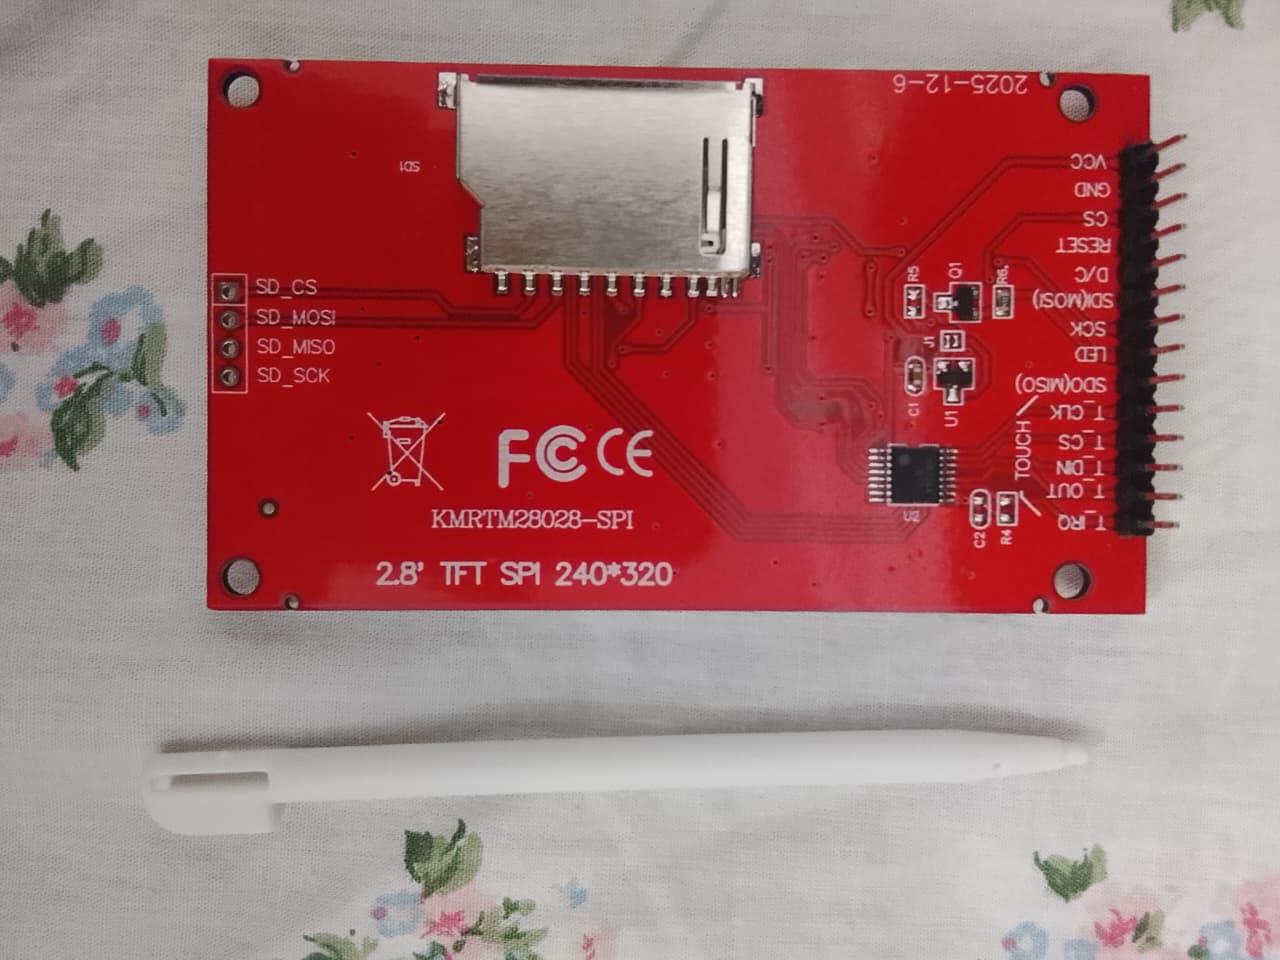 2025-12-6
SD1
VCC
GND
CS
RESET
D/C
SDI(MOSI)
SCK
LED
SDO(MISO)
T_CLK
T_CS
T_DIN
T_OUT
T_IRQ
TOUCH
R5
Q1
R6
J1
C1
U1
U2
C2
R4
SD_CS
SD_MOSI
SD_MISO
SD_SCK
FC CE
KMRTM28028-SPI
2.8' TFT SPI 240*320